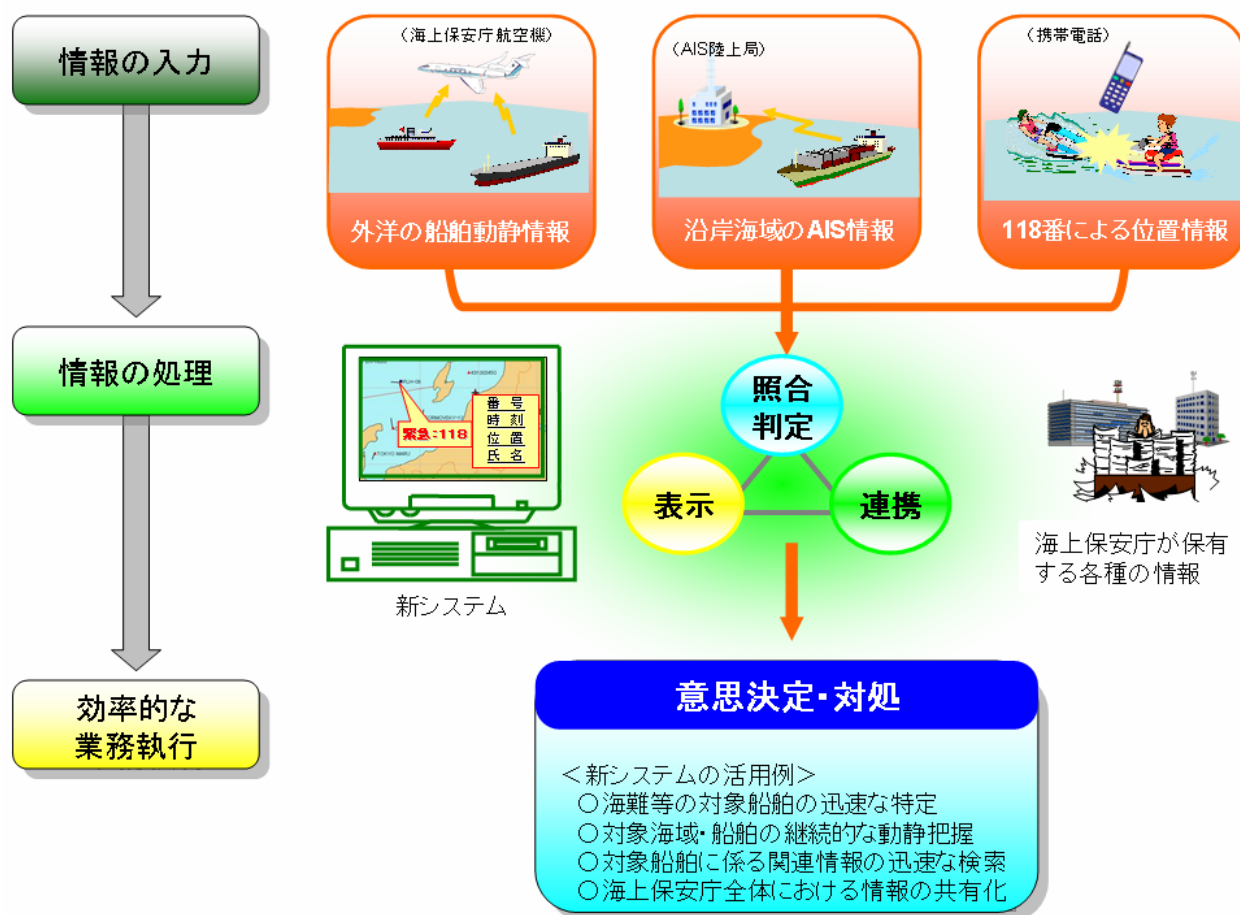 情報の入力
（海上保安庁航空機）
外洋の船舶動静情報
（AIS陸上局）
沿岸海域のAIS情報
（携帯電話）
118番による位置情報
情報の処理
緊急：118
番号
時刻
位置
氏名
新システム
照合
判定
表示
連携
海上保安庁が保有
する各種の情報
効率的な
業務執行
意思決定・対処
＜新システムの活用例＞
○海難等の対象船舶の迅速な特定
○対象海域・船舶の継続的な動静把握
○対象船舶に係る関連情報の迅速な検索
○海上保安庁全体における情報の共有化